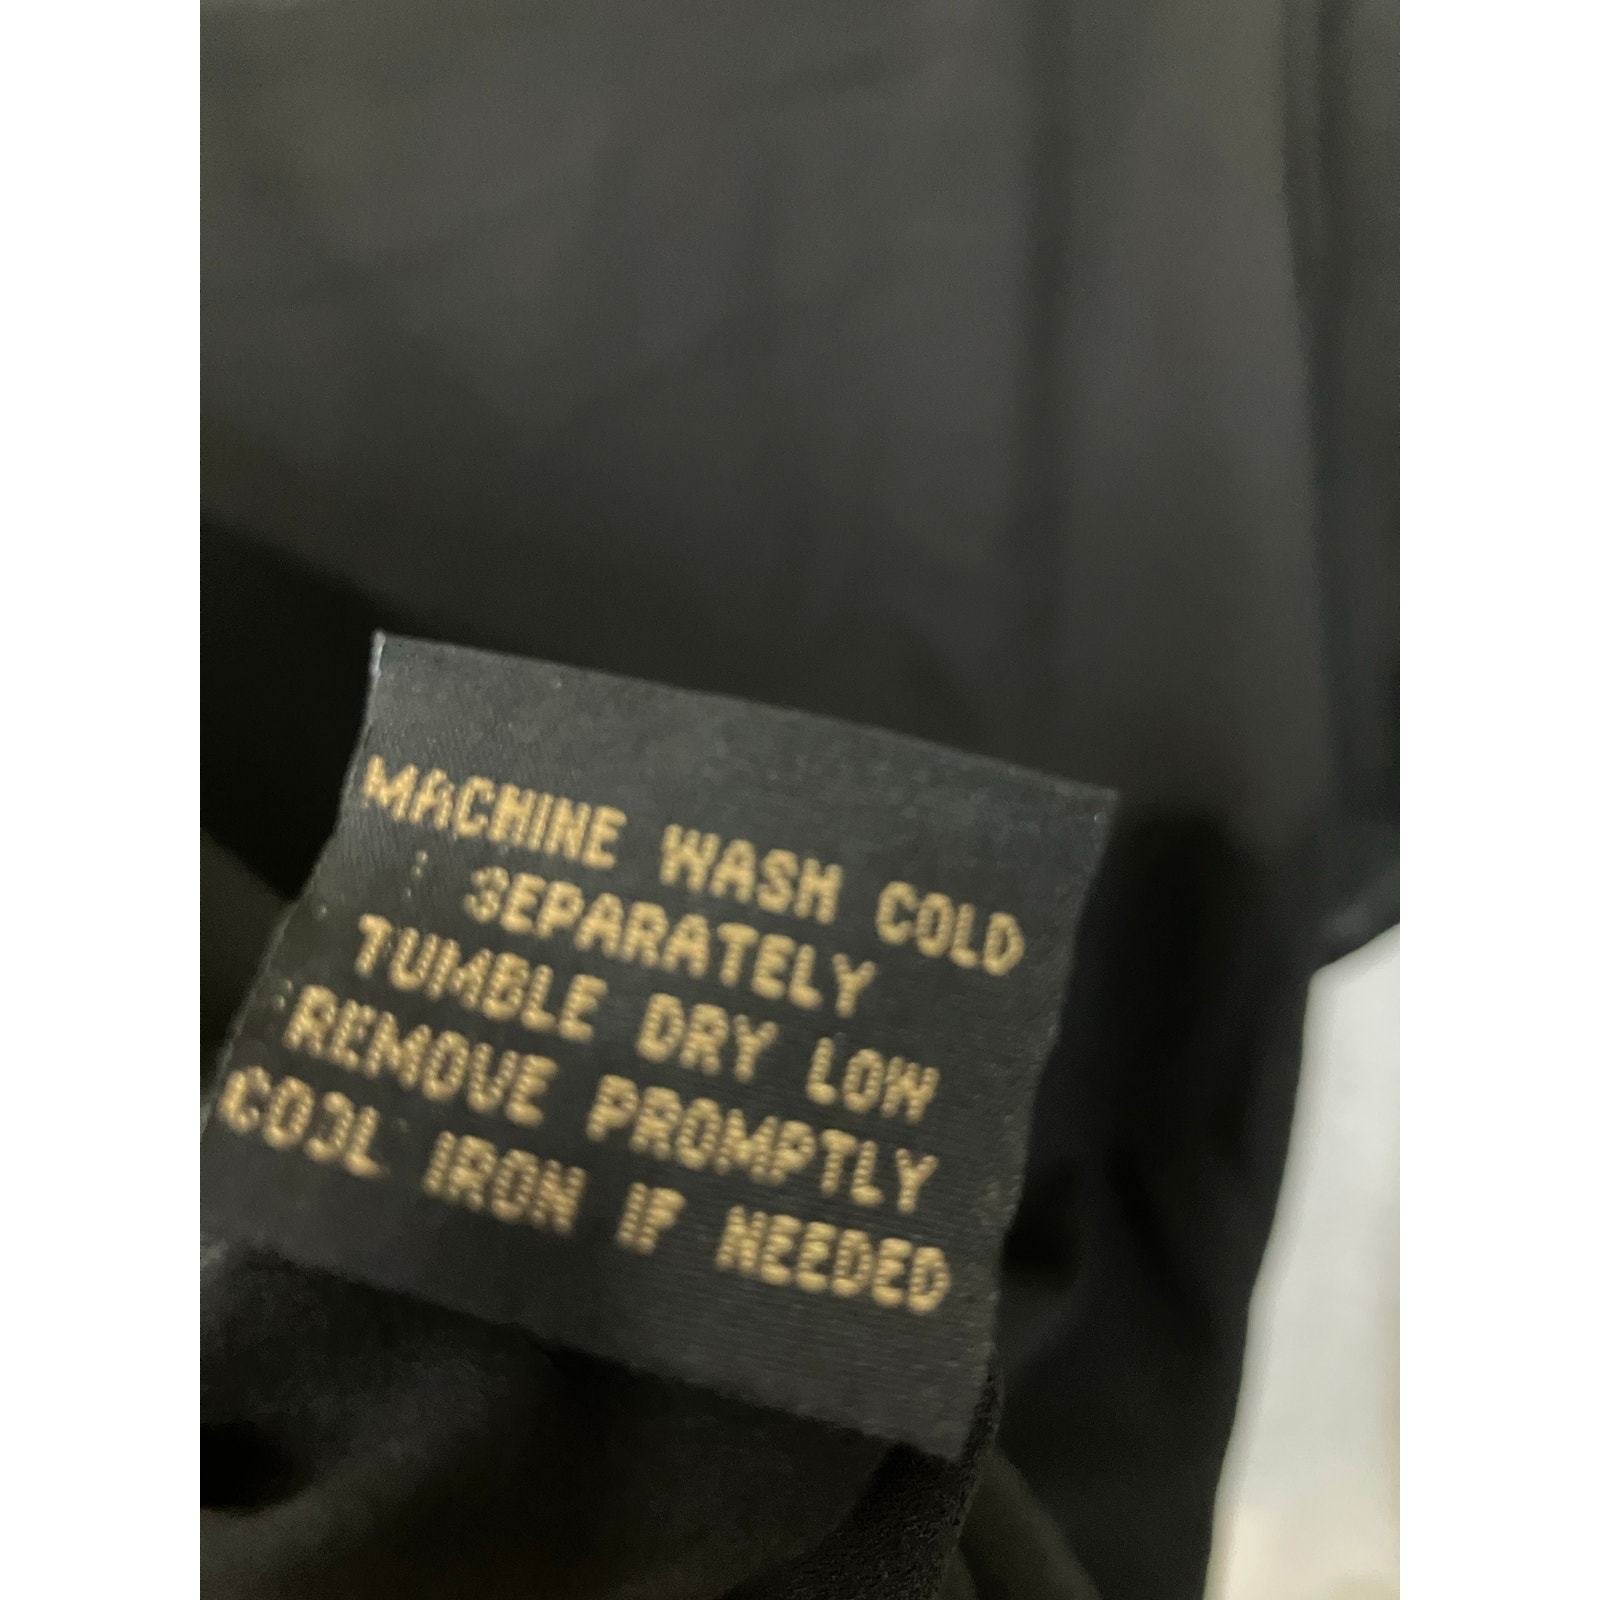 MACHINE WASH COLD
SEPARATELY
TUMBLE DRY LOW
REMOVE PROMPTLY
COOL IRON IF NEEDED